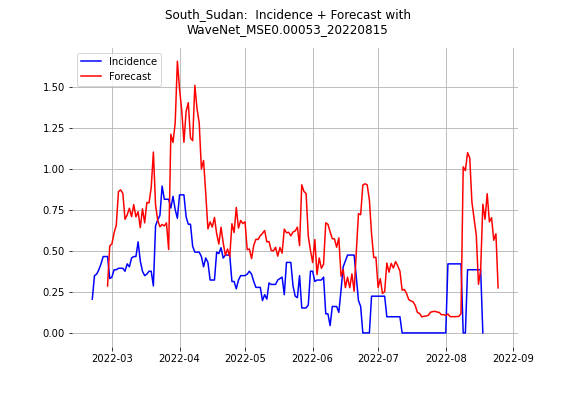 South_Sudan:  Incidence + Forecast with
WaveNet_MSE0.00053_20220815
Incidence
Forecast
1.50
1.25
1.00
0.75
0.50
0.25
0.00
2022-03 2022-04 2022-05 2022-06 2022-07 2022-08 2022-09